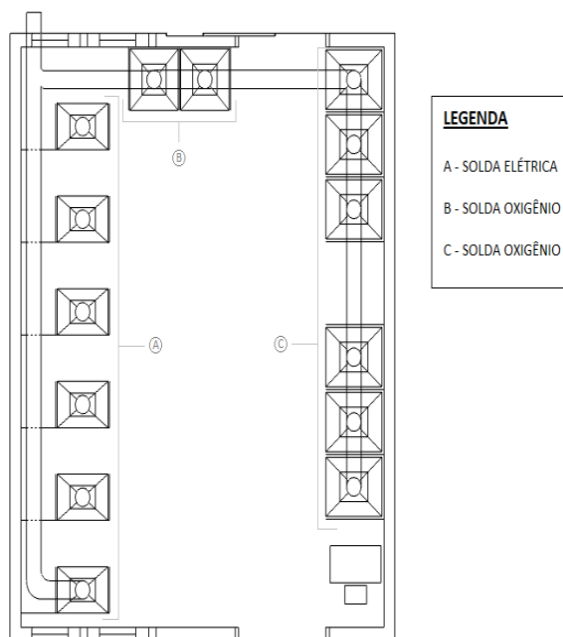 B
A
C
LEGENDA
A - SOLDA ELÉTRICA
B - SOLDA OXIGÊNIO
C - SOLDA OXIGÊNIO